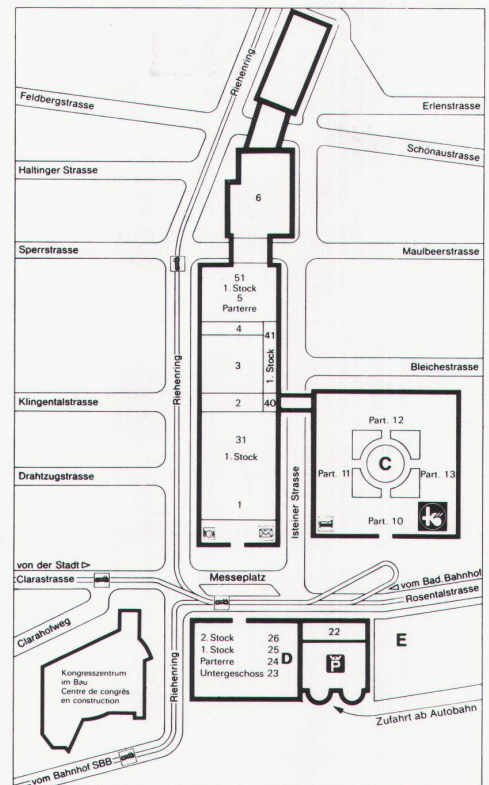 Riehenring
Feldbergstrasse
Erlenstrasse
Schönaustrasse
Haltinger Strasse
6
Sperrstrasse
Maulbeerstrasse
51
1. Stock
5
Parterre
4
41
3
1. Stock
Riehenring
Bleichestrasse
Klingentalstrasse
2
40
Part. 12
31
1. Stock
C
Drahtzugstrasse
Part. 11
Part. 13
Isteiner Strasse
1
Part. 10
von der Stadt
Clarastrasse
Messeplatz
vom Bad. Bahnhof
Rosentalstrasse
Clarahofweg
2. Stock 26
1. Stock 25
Parterre 24
Untergeschoss 23
D
22
P
E
Kongresszentrum
im Bau
Centre de congrès
en construction
Riehenring
Zufahrt ab Autobahn
vom Bahnhof SBB